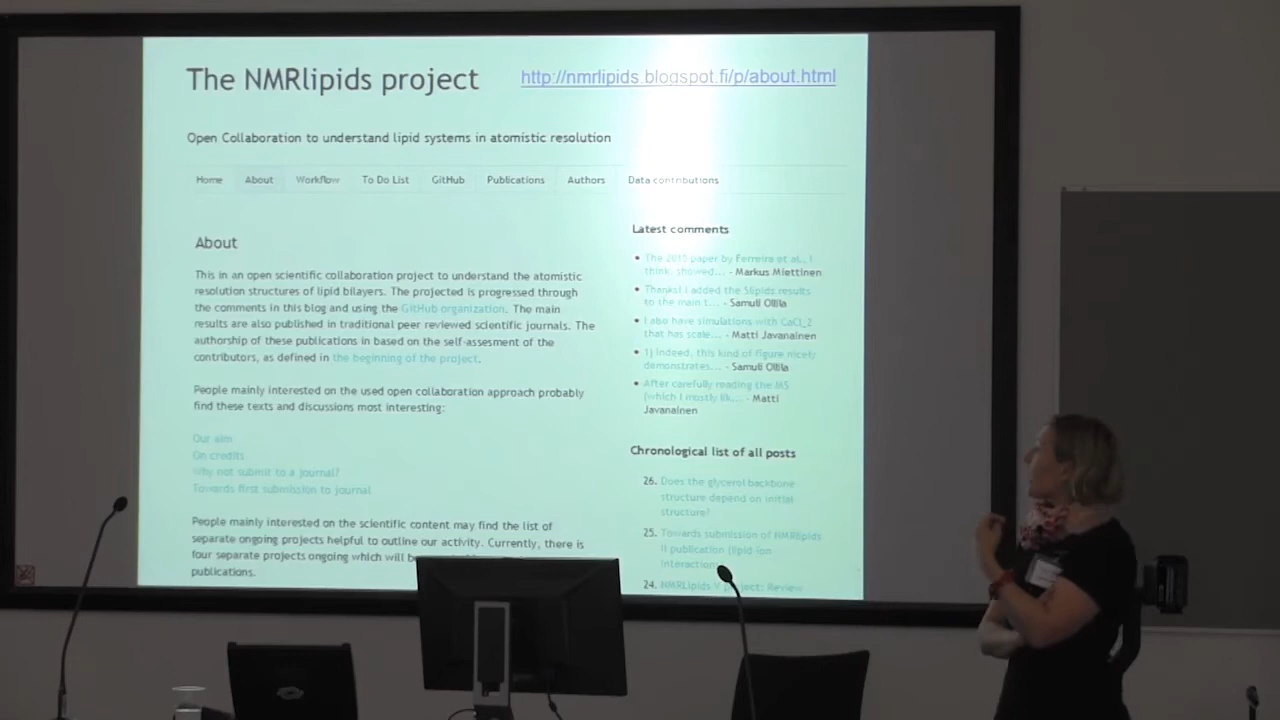 The NMRlipids project
http://nmrlipids.blogspot.fi/p/about.html
Open Collaboration to understand lipid systems in atomistic resolution
Home About Workflow To Do List GitHub Publications Authors Data contributions
About
This in an open scientific collaboration project to understand the atomistic
resolution structures of lipid bilayers. The projected is progressed through
the comments in this blog and using the GitHub organization. The main
results are also published in traditional peer reviewed scientific journals. The
authorship of these publications in based on the self-assesment of the
contributors, as defined in the beginning of the project.
People mainly interested on the used open collaboration approach probably
find these texts and discussions most interesting:
Our aim
On credits
Why not submit to a journal?
Towards first submission to journal
People mainly interested on the scientific content may find the list of
separate ongoing projects helpful to outline our activity. Currently, there is
four separate projects ongoing which will be
publications.
Latest comments
The 2015 paper by Ferreira et al., I
think, showed... - Markus Miettinen
Thanks! I added the Slipids results
to the main t... - Samuli Ollila
I also have simulations with CaCl_2
that has scale... - Matti Javanainen
1) Indeed, this kind of figure nicely
demonstrates... - Samuli Ollila
After carefully reading the MS
(which I mostly lik... - Matti
Javanainen
Chronological list of all posts
26. Does the glycerol backbone
structure depend on initial
structure?
25. Towards submission of NMRlipids
II publication (lipid-ion
interactions
24. NMRLipids V project: Review